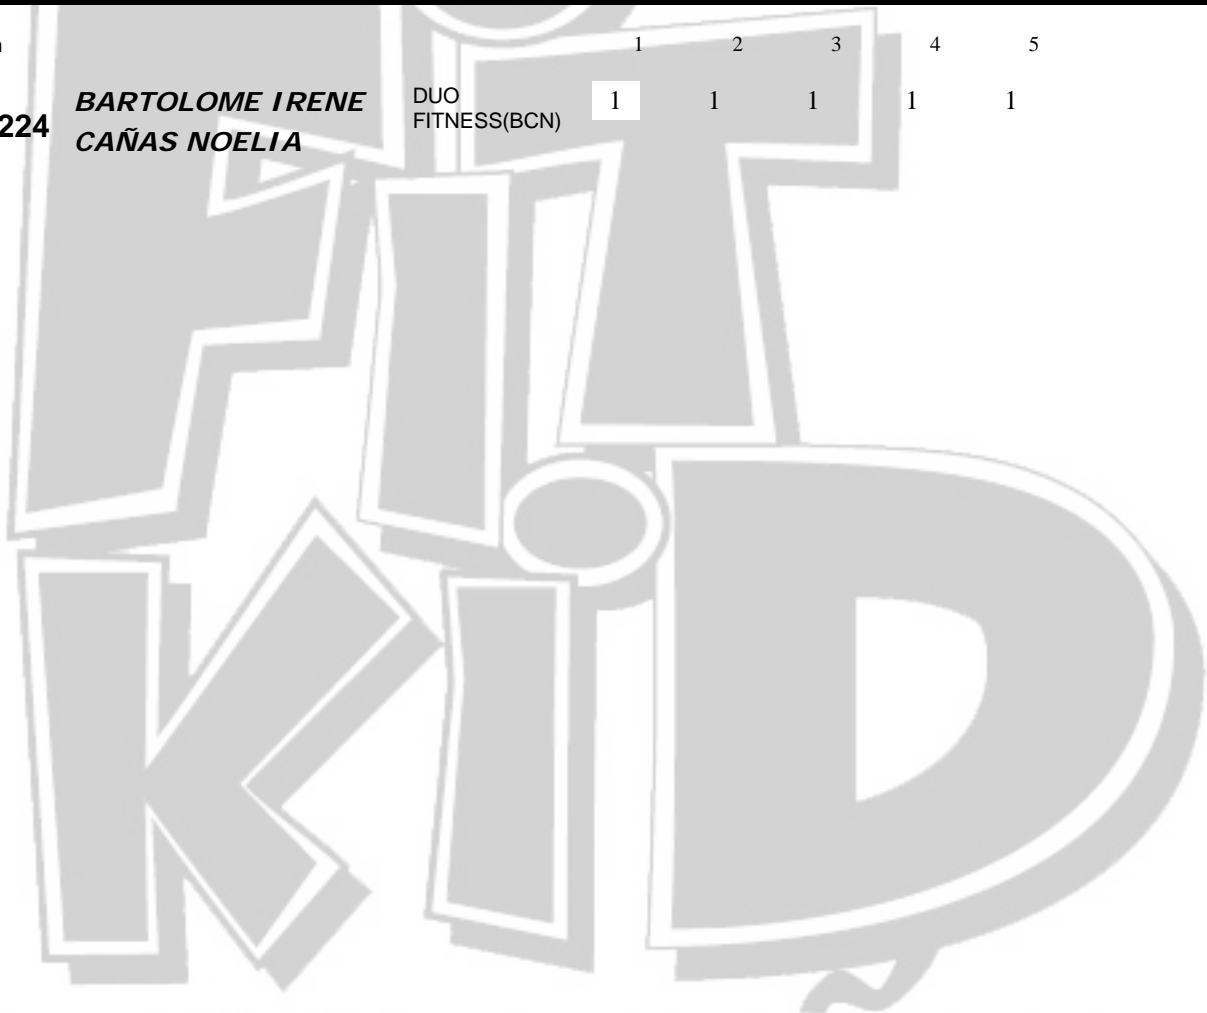 1 2 3 4 5
224 BARTOLOME IRENE CAÑAS NOELIA DUO FITNESS(BCN) 1 1 1 1 1
FIT
KiD